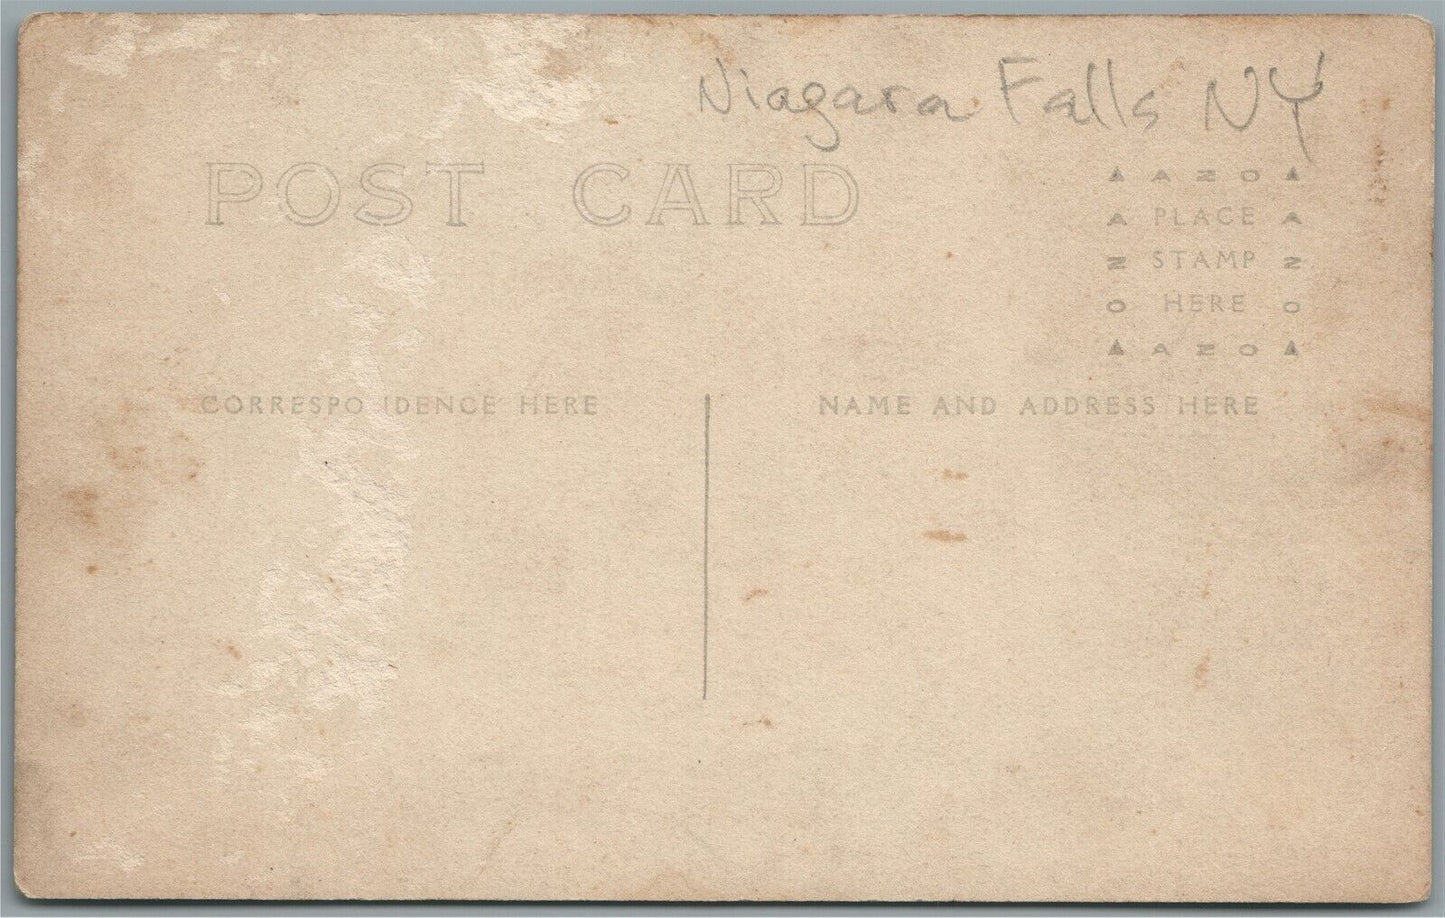 Niagara Falls NY
POST CARD
AZO
A PLACE A
Z STAMP Z
O HERE O
AZO
CORRESPO IDENCE HERE
NAME AND ADDRESS HERE